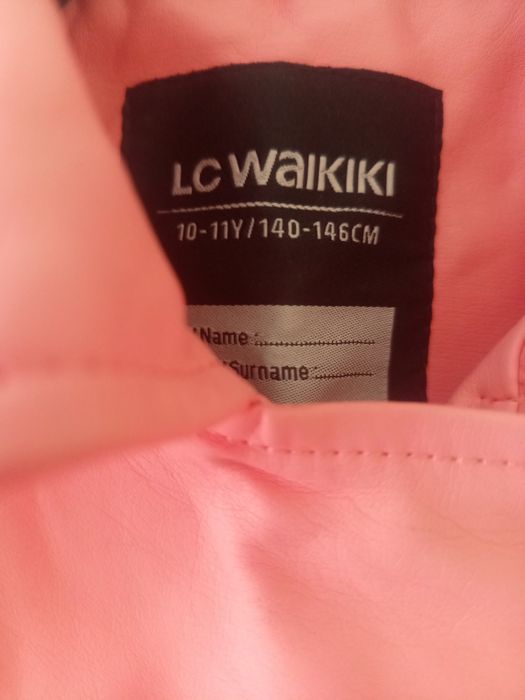 LC WAIKIKI
10-11Y/140-146CM
/Name :....................
/Surname :...............